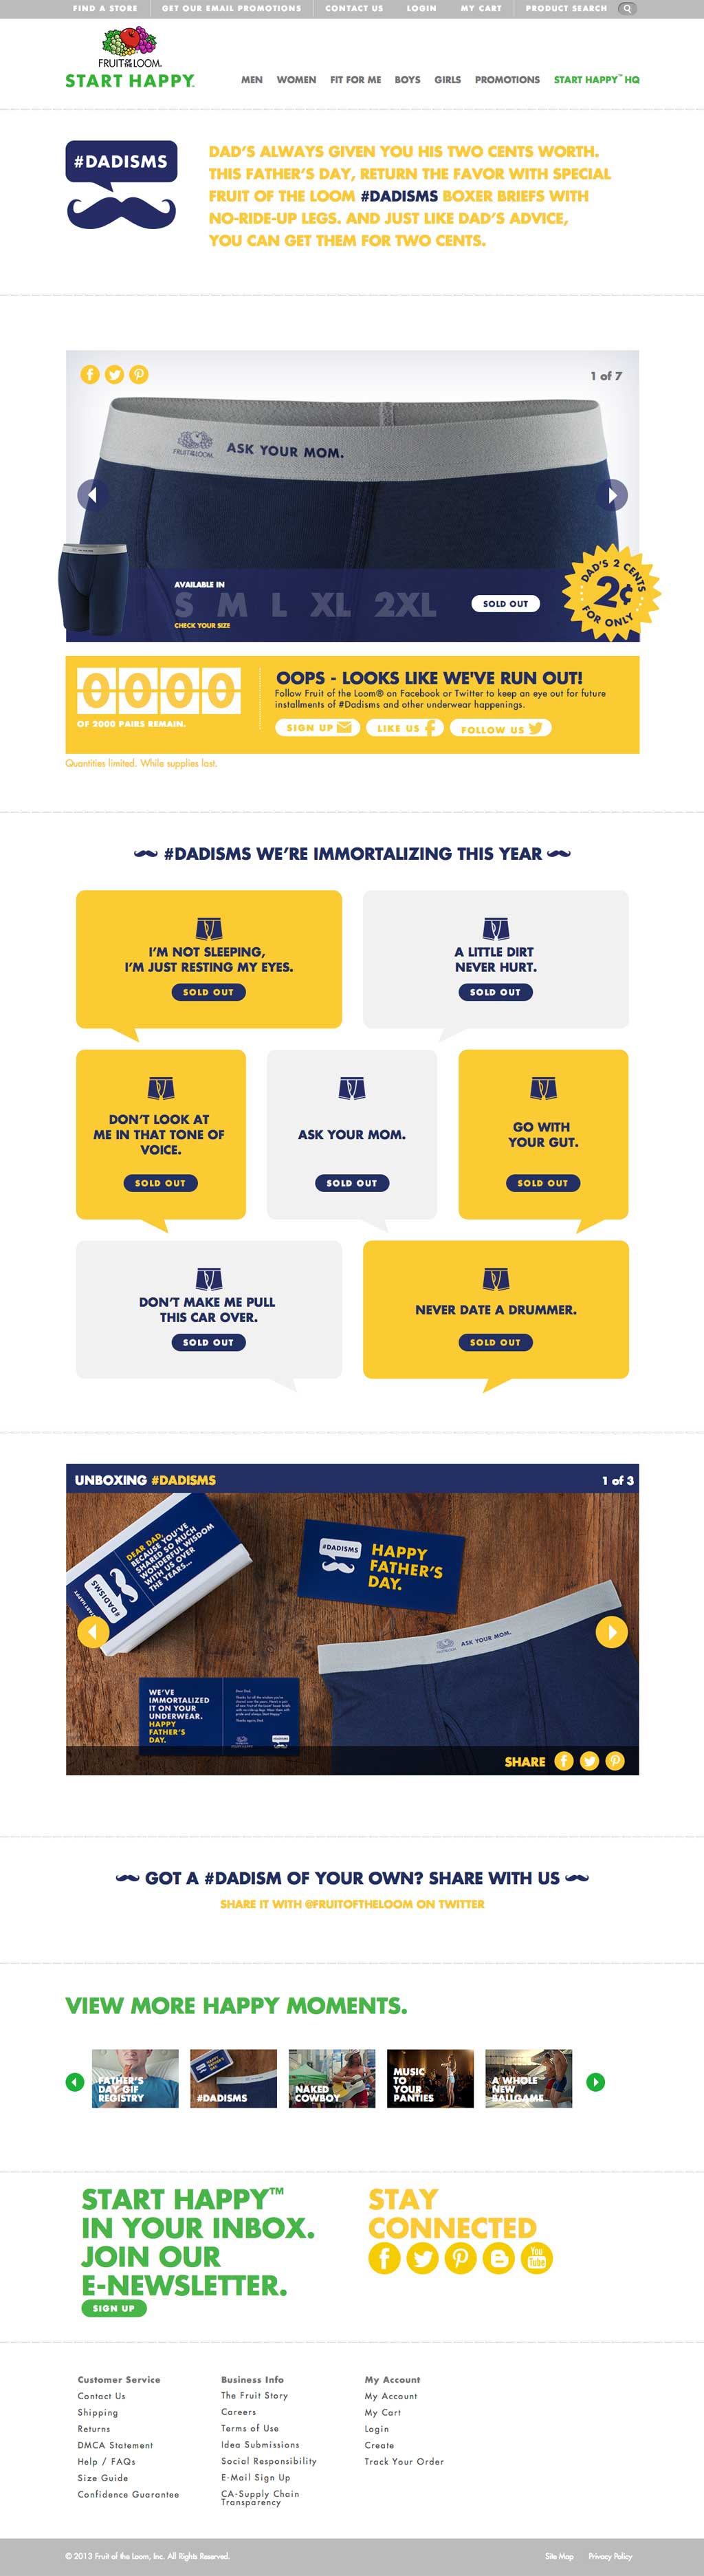 FIND A STORE
GET OUR EMAIL PROMOTIONS
CONTACT US
LOGIN
MY CART
PRODUCT SEARCH
FRUIT OF THE LOOM.
START HAPPY.
MEN
WOMEN
FIT FOR ME
BOYS
GIRLS
PROMOTIONS
START HAPPY™ HQ
#DADISMS
DAD'S ALWAYS GIVEN YOU HIS TWO CENTS WORTH.
THIS FATHER'S DAY, RETURN THE FAVOR WITH SPECIAL
FRUIT OF THE LOOM #DADISMS BOXER BRIEFS WITH
NO-RIDE-UP LEGS. AND JUST LIKE DAD'S ADVICE,
YOU CAN GET THEM FOR TWO CENTS.
1 of 7
FRUIT OF THE LOOM.
ASK YOUR MOM.
AVAILABLE IN
S M L XL 2XL
CHECK YOUR SIZE
SOLD OUT
DAD'S 2 CENTS
2¢
FOR ONLY
0000
OF 2000 PAIRS REMAIN.
OOPS - LOOKS LIKE WE'VE RUN OUT!
Follow Fruit of the Loom® on Facebook or Twitter to keep an eye out for future
installments of #Dadisms and other underwear happenings.
SIGN UP
LIKE US
FOLLOW US
Quantities limited. While supplies last.
#DADISMS WE'RE IMMORTALIZING THIS YEAR
I'M NOT SLEEPING,
I'M JUST RESTING MY EYES.
SOLD OUT
A LITTLE DIRT
NEVER HURT.
SOLD OUT
DON'T LOOK AT
ME IN THAT TONE OF
VOICE.
SOLD OUT
ASK YOUR MOM.
SOLD OUT
GO WITH
YOUR GUT.
SOLD OUT
DON'T MAKE ME PULL
THIS CAR OVER.
SOLD OUT
NEVER DATE A DRUMMER.
SOLD OUT
UNBOXING #DADISMS
1 of 3
#DADISMS
DEAR DAD,
BECAUSE YOU'VE
SHARED SO MUCH
WONDERFUL WISDOM
WITH US OVER
THE YEARS...
#DADISMS
HAPPY
FATHER'S
DAY.
ASK YOUR MOM.
WE'VE
IMMORTALIZED
IT ON YOUR
UNDERWEAR.
HAPPY
FATHER'S
DAY.
SHARE
GOT A #DADISM OF YOUR OWN? SHARE WITH US
SHARE IT WITH @FRUITOFTHELOOM ON TWITTER
VIEW MORE HAPPY MOMENTS.
FATHER'S
DAY GIF
REGISTRY
#DADISMS
NAKED
COWBOY
MUSIC
TO
YOUR
PANTIES
A WHOLE
NEW
BALLGAME
START HAPPY™
IN YOUR INBOX.
JOIN OUR
E-NEWSLETTER.
SIGN UP
STAY
CONNECTED
You
Tube
Customer Service
Contact Us
Shipping
Returns
DMCA Statement
Help / FAQs
Size Guide
Confidence Guarantee
Business Info
The Fruit Story
Careers
Terms of Use
Idea Submissions
Social Responsibility
E-Mail Sign Up
CA-Supply Chain
Transparency
My Account
My Account
My Cart
Login
Create
Track Your Order
© 2013 Fruit of the Loom, Inc. All Rights Reserved.
Site Map
Privacy Policy